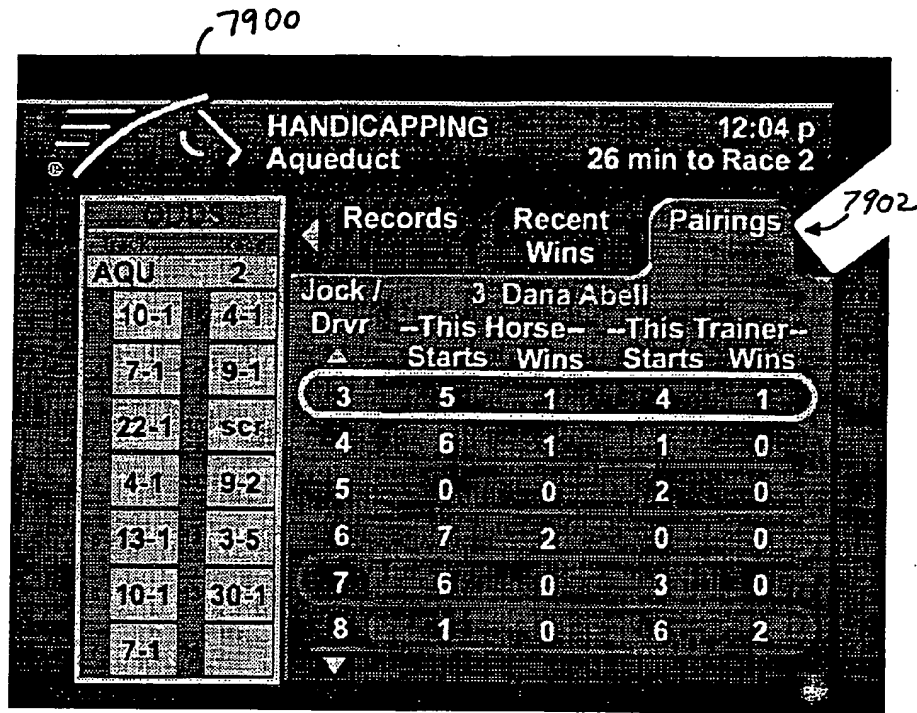 7900
HANDICAPPING 12:04 p
Aqueduct 26 min to Race 2
Records Recent Wins Pairings
7902
ODDS
AQU 2
10-1 4-1
7-1 9-1
22-1 scr
4-1 9-2
13-1 3-5
10-1 30-1
7-1
Jock / 3 Dana Abell
Drvr --This Horse-- --This Trainer--
Starts Wins Starts Wins
3 5 1 4 1
4 6 1 1 0
5 0 0 2 0
6 7 2 0 0
7 6 0 3 0
8 1 0 6 2